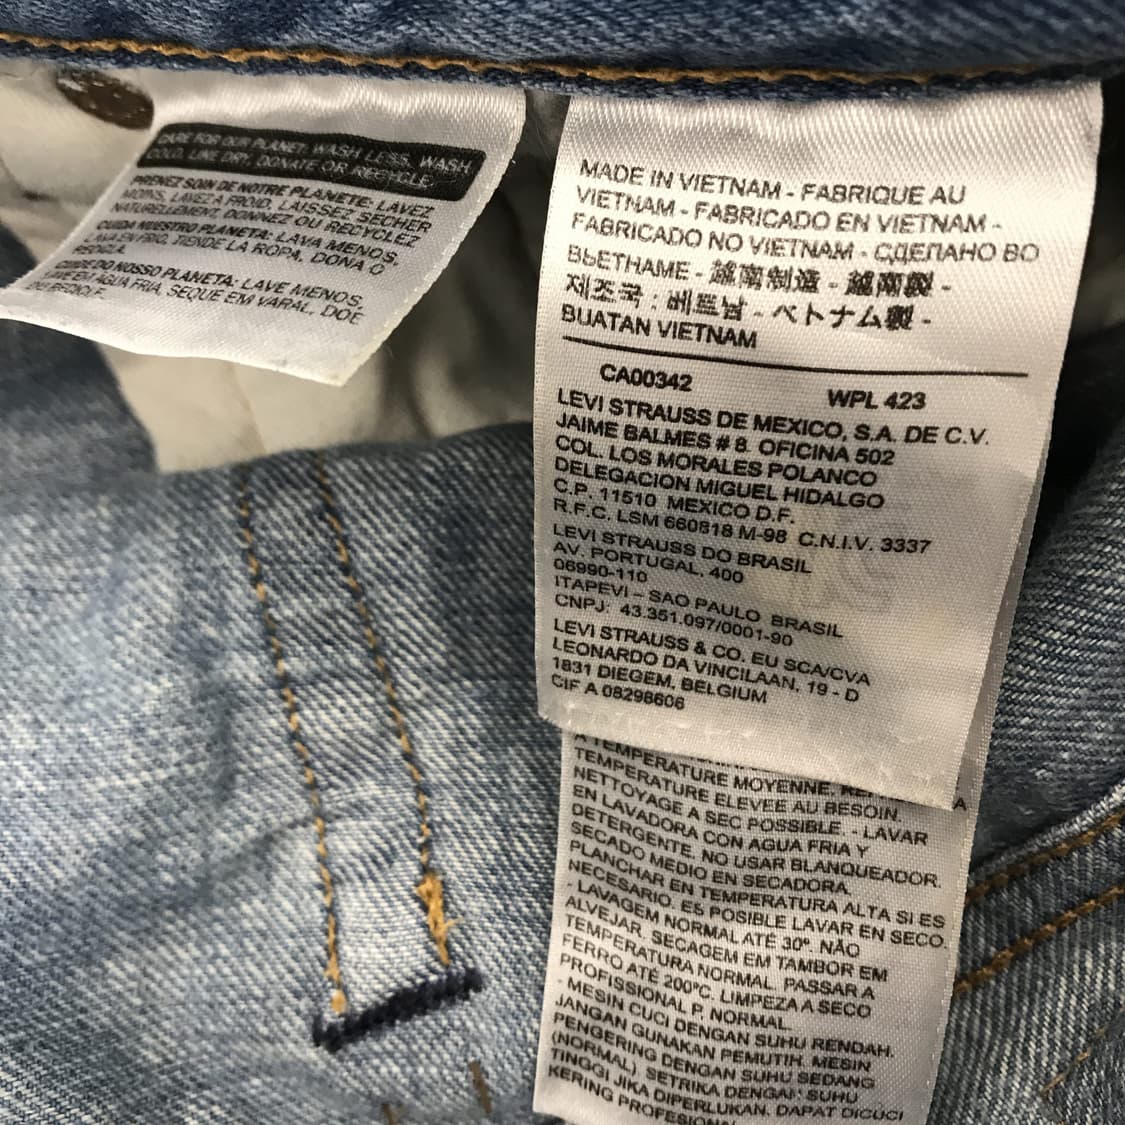 CARE FOR OUR PLANET: WASH LESS, WASH
COLD, LINE DRY, DONATE OR RECYCLE.
PRENEZ SOIN DE NOTRE PLANETE: LAVEZ
MOINS, LAVEZ A FROID, LAISSEZ SECHER
NATURELLEMENT, DONNEZ OU RECYCLEZ
CUIDA NUESTRO PLANETA: LAVA MENOS,
LAVA EN FRIO, TIENDE LA ROPA, DONA O
RECICLA.
CUIDE DO NOSSO PLANETA: LAVE MENOS,
LAVE EM AGUA FRIA, SEQUE EM VARAL, DOE
OU RECICLE.
MADE IN VIETNAM - FABRIQUE AU
VIETNAM - FABRICADO EN VIETNAM -
FABRICADO NO VIETNAM - СДЕЛАНО ВО
ВЬЕТНАМЕ - 越南制造 - 越南製 -
제조국 : 베트남 - ベトナム製 -
BUATAN VIETNAM
CA00342 WPL 423
LEVI STRAUSS DE MEXICO, S.A. DE C.V.
JAIME BALMES # 8. OFICINA 502
COL. LOS MORALES POLANCO
DELEGACION MIGUEL HIDALGO
C.P. 11510 MEXICO D.F.
R.F.C. LSM 660818 M-98 C.N.I.V. 3337
LEVI STRAUSS DO BRASIL
AV. PORTUGAL, 400
06990-110
ITAPEVI - SAO PAULO BRASIL
CNPJ: 43.351.097/0001-90
LEVI STRAUSS & CO. EU SCA/CVA
LEONARDO DA VINCILAAN, 19 - D
1831 DIEGEM, BELGIUM
CIF A 08298606
A TEMPERATURE MOYENNE. A
TEMPERATURE ELEVEE AU BESOIN.
NETTOYAGE A SEC POSSIBLE. - LAVAR
EN LAVADORA CON AGUA FRIA Y
DETERGENTE. NO USAR BLANQUEADOR.
SECADO MEDIO EN SECADORA.
PLANCHAR EN TEMPERATURA ALTA SI ES
NECESARIO. ES POSIBLE LAVAR EN SECO.
- LAVAGEM NORMAL ATÉ 30°. NÃO
ALVEJAR. SECAGEM EM TAMBOR EM
TEMPERATURA NORMAL. PASSAR A
FERRO ATÉ 200°C. LIMPEZA A SECO
PROFISSIONAL P. NORMAL.
- MESIN CUCI DENGAN SUHU RENDAH.
JANGAN GUNAKAN PEMUTIH. MESIN
PENGERING DENGAN SUHU SEDANG
(NORMAL) SETRIKA DENGAN SUHU
TINGGI JIKA DIPERLUKAN. DAPAT DICUCI
KERING PROFESIONAL